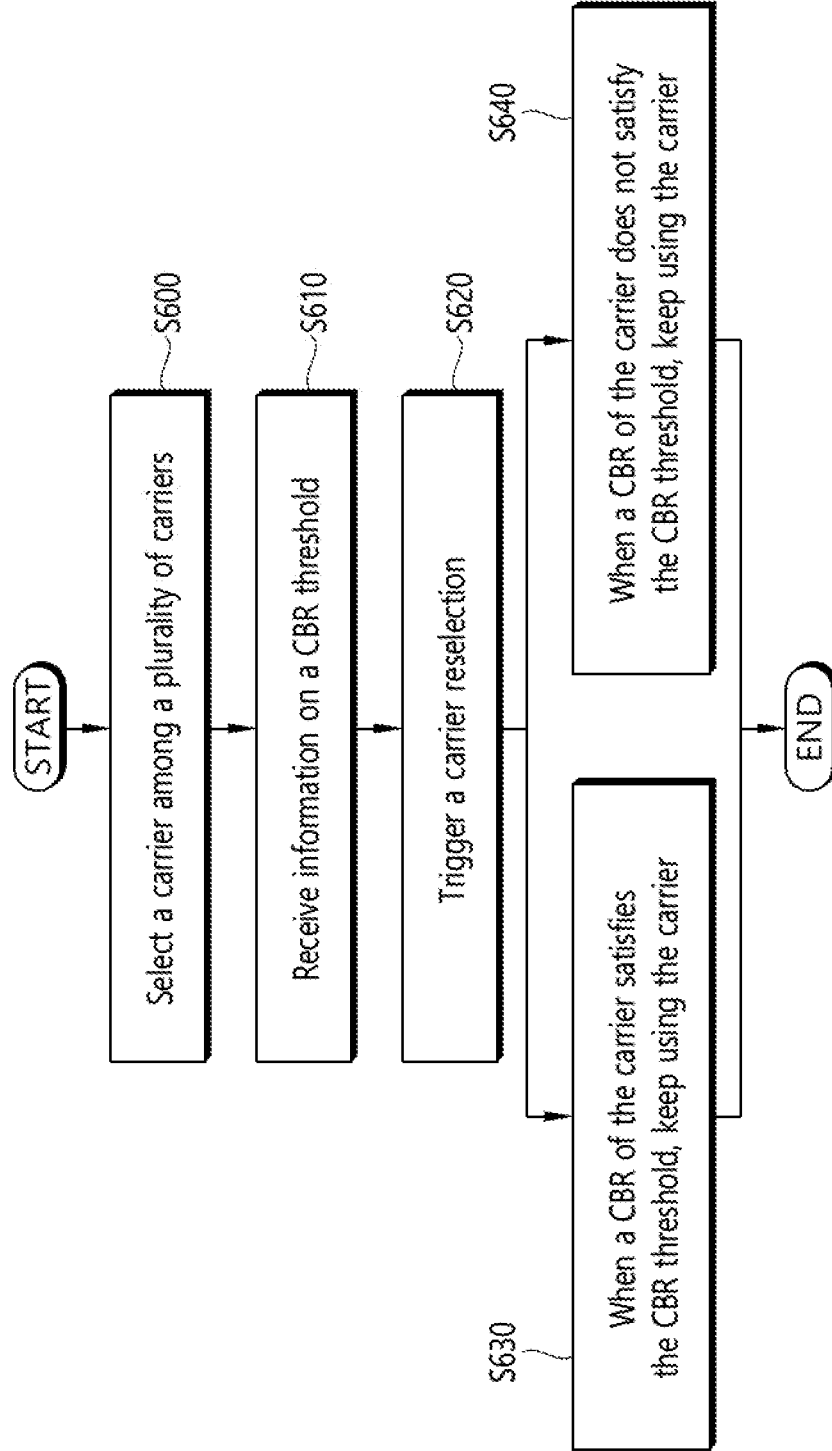 START
Select a carrier among a plurality of carriers
S600
Receive information on a CBR threshold
S610
Trigger a carrier reselection
S620
S630
When a CBR of the carrier satisfies
the CBR threshold, keep using the carrier
S640
When a CBR of the carrier does not satisfy
the CBR threshold, keep using the carrier
END